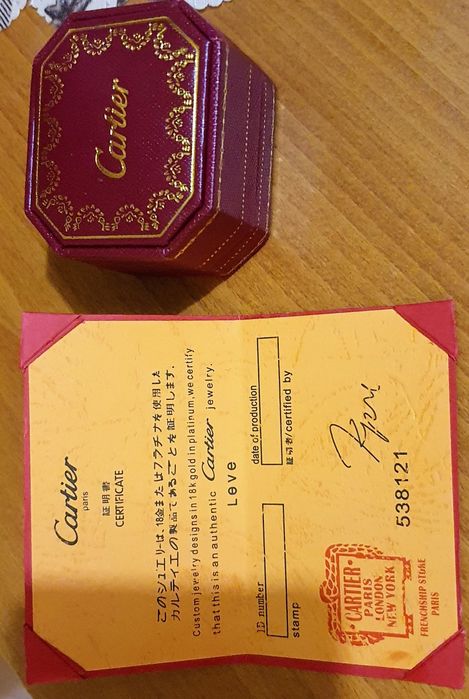 Cartier
Cartier
paris
証明書
CERTIFICATE
このジュエリーは、18金またはプラチナを使用した
カルティエの製品であることを証明します.
Custom jewelry designs in 18k gold in platinum, we certify
that this is an authentic Cartier jewelry.
Leve
ID number
stamp
date of production
証明者/certified by
538121
CARTIER
PARIS
LONDON
NEW YORK
FRENCHSHIP STORE
PARIS